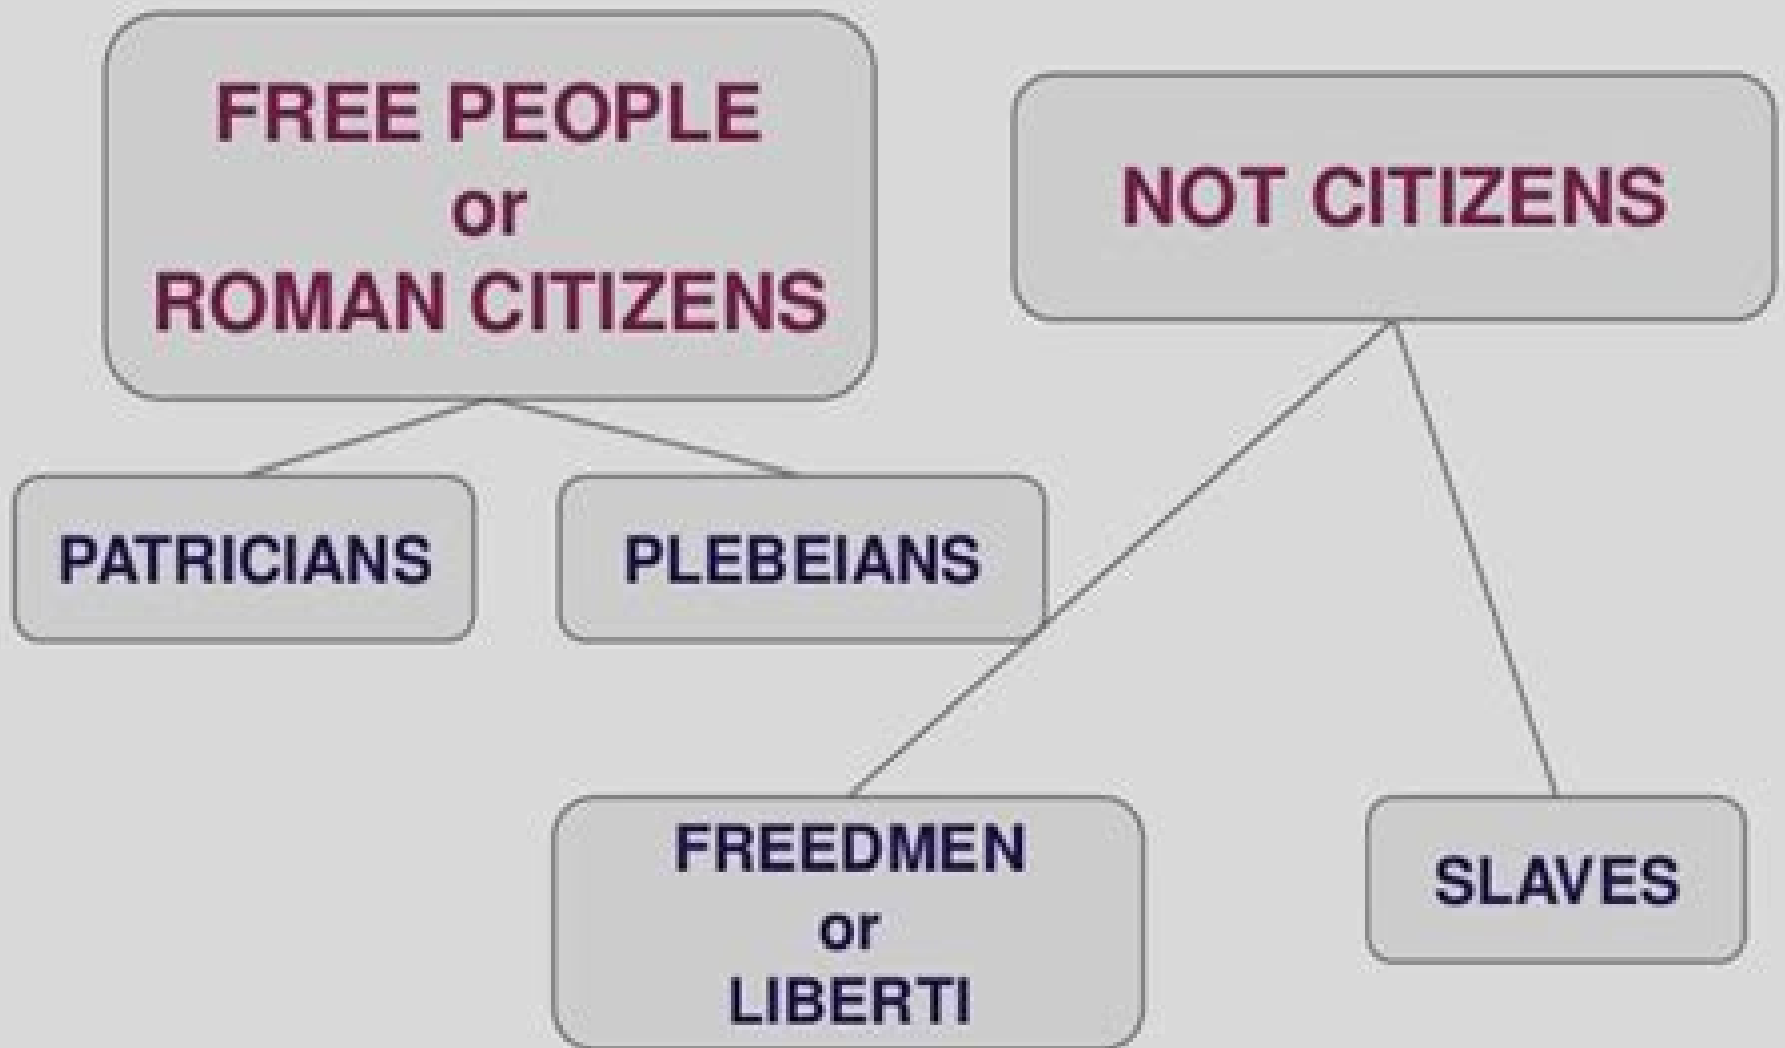 FREE PEOPLE
or
ROMAN CITIZENS
NOT CITIZENS
PATRICIANS
PLEBEIANS
FREEDMEN
or
LIBERTI
SLAVES